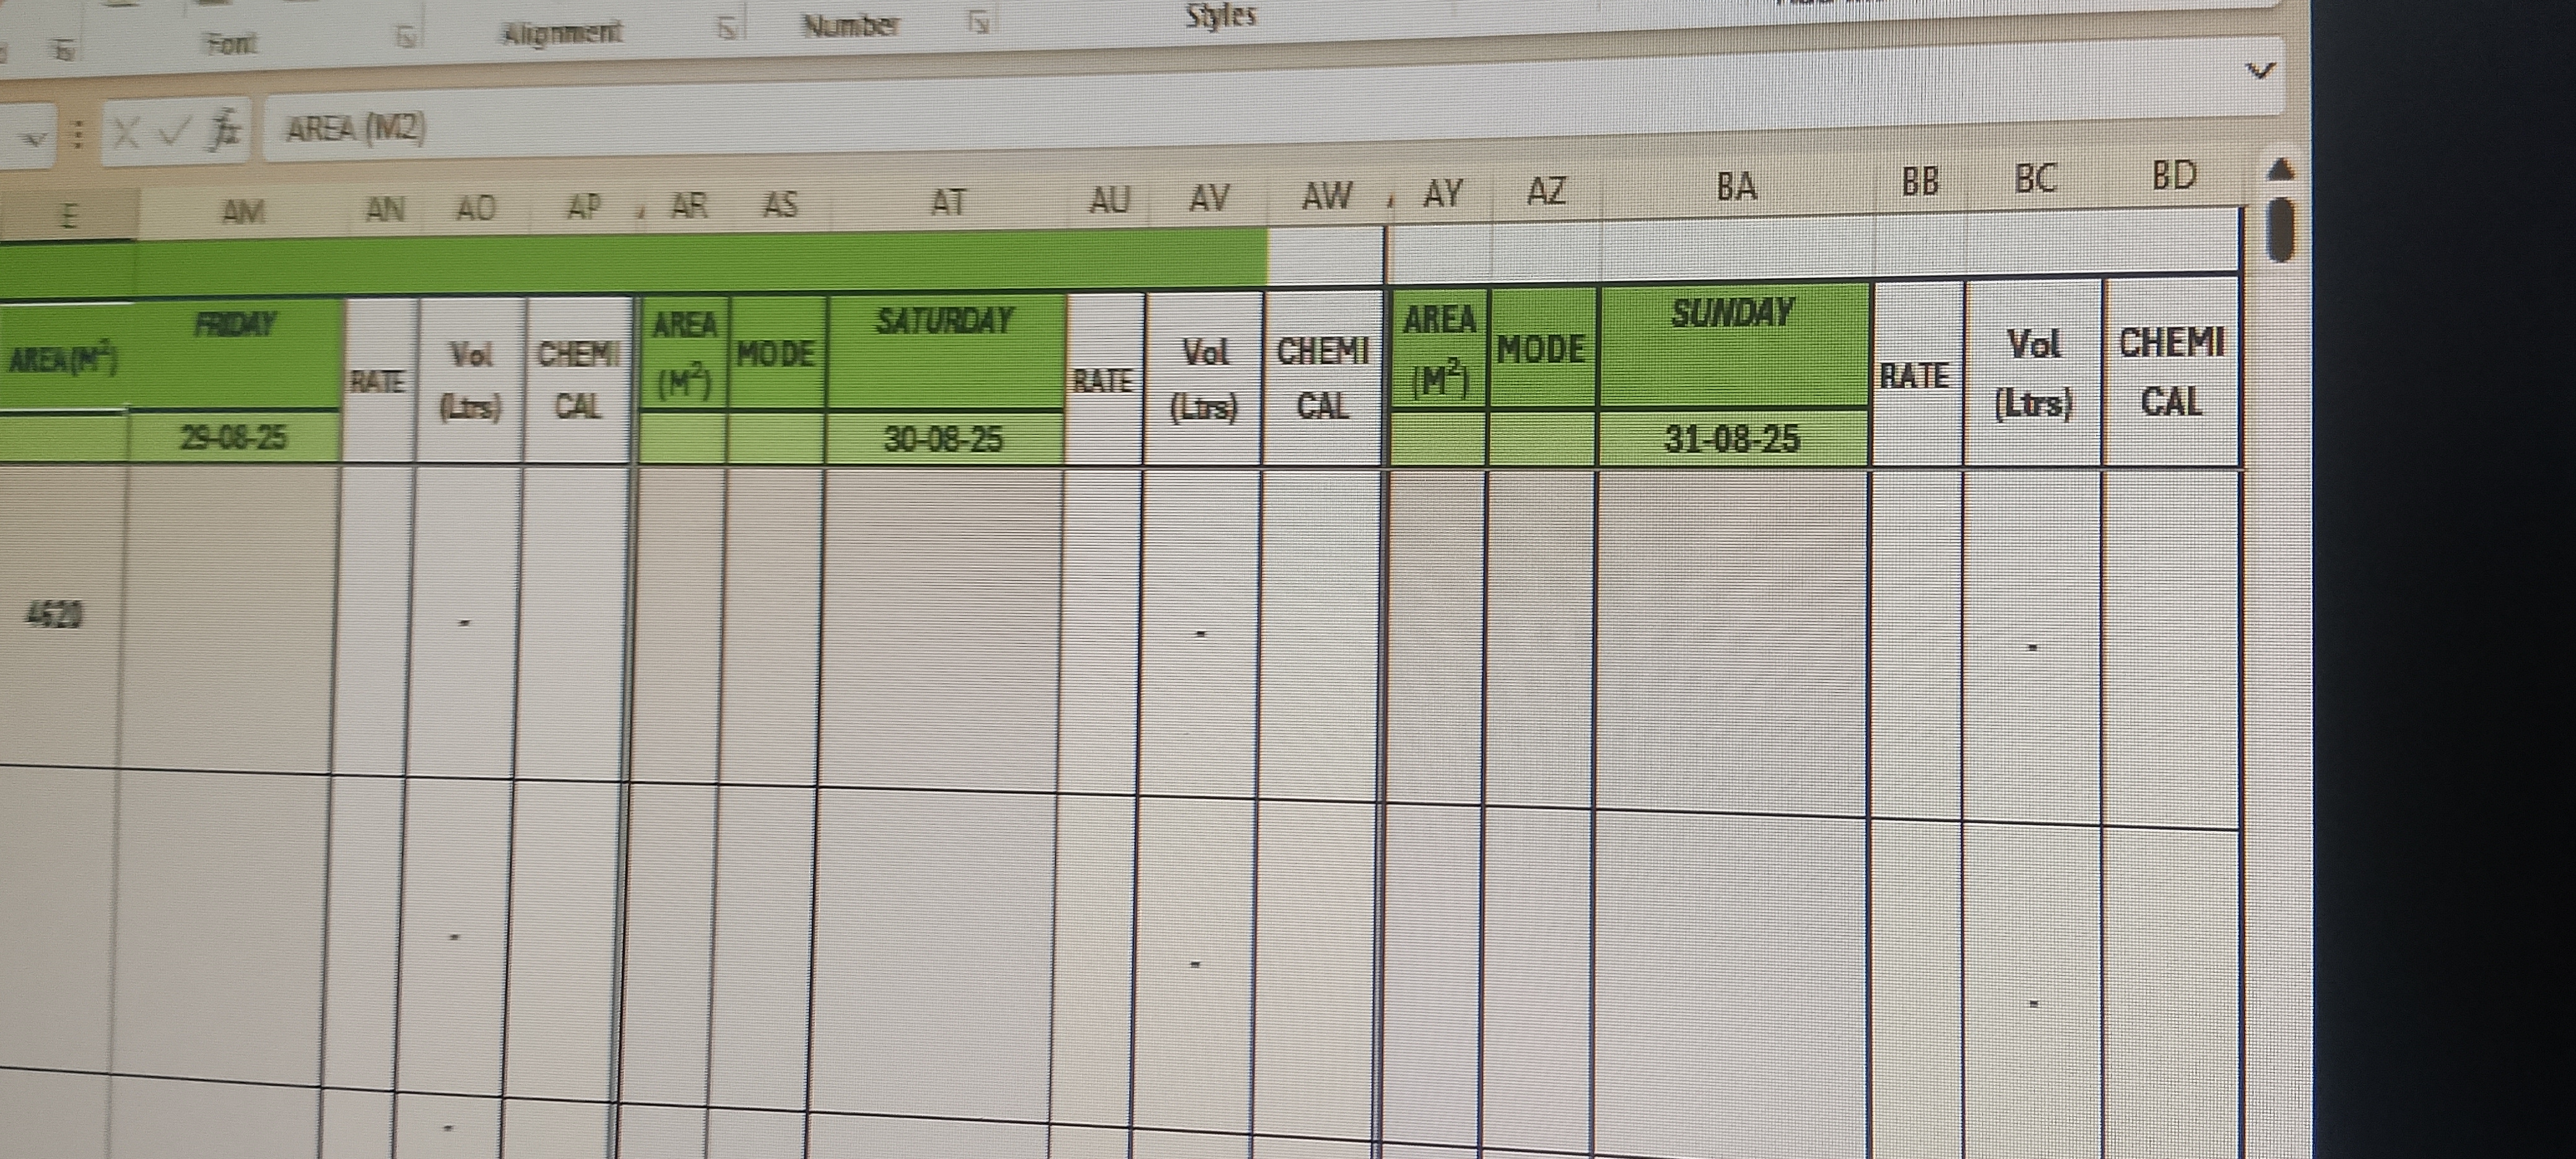 Font Alignment Number Styles
fx AREA (M2)
E AM AN AO AP AR AS AT AU AV AW AY AZ BA BB BC BD
AREA (M²) FRIDAY RATE Vol (Ltrs) CHEMI CAL AREA (M²) MODE SATURDAY RATE Vol (Ltrs) CHEMI CAL AREA (M²) MODE SUNDAY RATE Vol (Ltrs) CHEMI CAL
29-08-25 30-08-25 31-08-25
4620 - - -
- - -
-